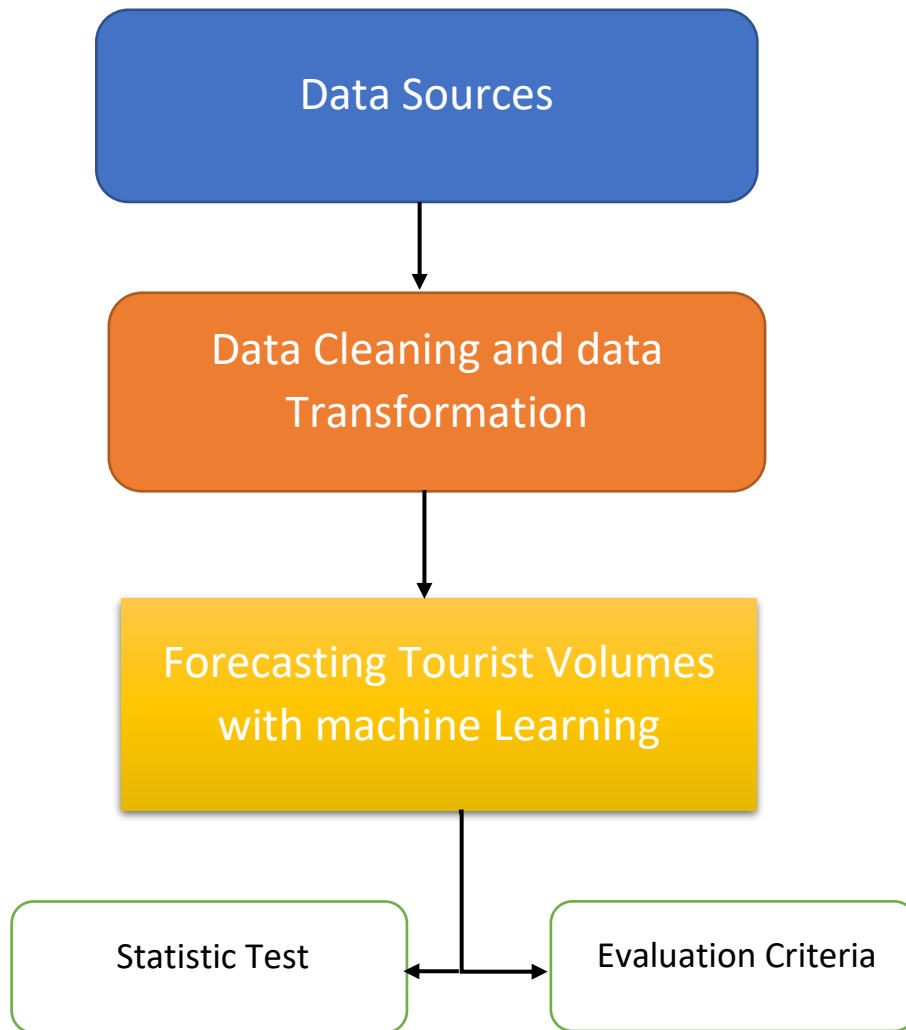 Data Sources
Data Cleaning and data
Transformation
Forecasting Tourist Volumes
with machine Learning
Statistic Test
Evaluation Criteria